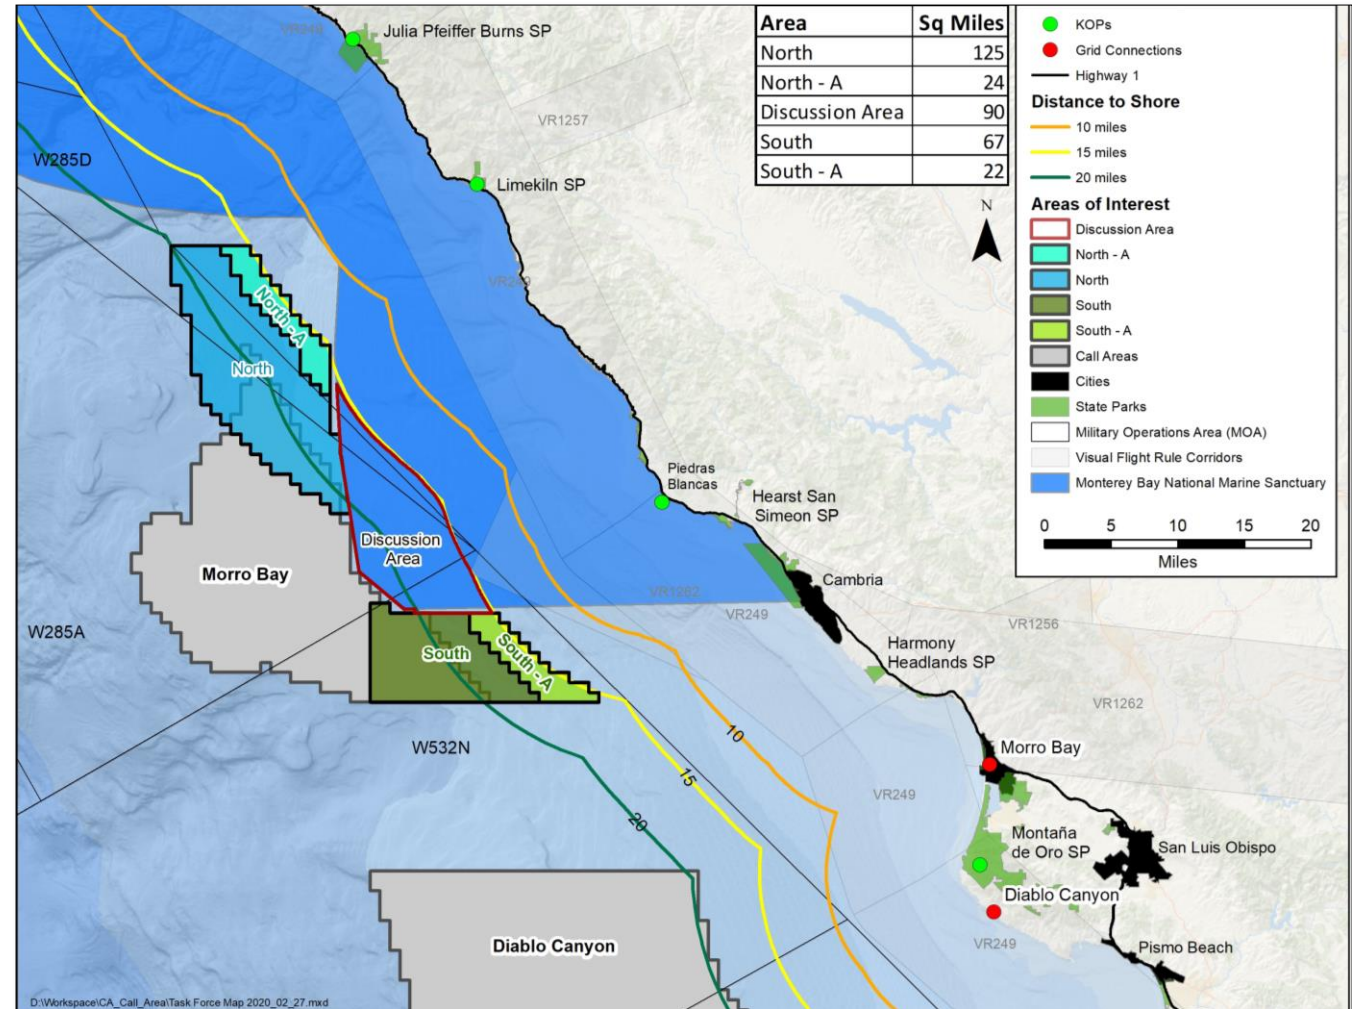 Area Sq Miles
North 125
North - A 24
Discussion Area 90
South 67
South - A 22
KOPs
Grid Connections
Highway 1
Distance to Shore
10 miles
15 miles
20 miles
Areas of Interest
Discussion Area
North - A
North
South
South - A
Call Areas
Cities
State Parks
Military Operations Area (MOA)
Visual Flight Rule Corridors
Monterey Bay National Marine Sanctuary
0 5 10 15 20
Miles
N
Julia Pfeiffer Burns SP
VR1257
W285D
Limekiln SP
VR249
North - A
North
Piedras
Blancas
Hearst San
Simeon SP
Discussion
Area
Morro Bay
Cambria
VR1262
VR249
VR1256
W285A
South
South - A
Harmony
Headlands SP
VR1262
W532N
10
Morro Bay
15
VR249
20
Montaña
de Oro SP
San Luis Obispo
Diablo Canyon
Diablo Canyon
VR249
Pismo Beach
D:\Workspace\CA_Call_Area\Task Force Map 2020_02_27.mxd